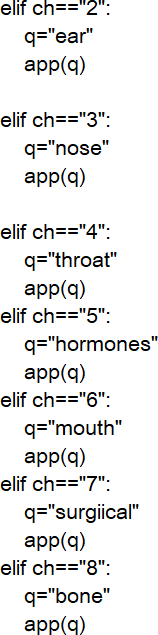 elif ch=="2":
q="ear"
app(q)
elif ch=="3":
q="nose"
app(q)
elif ch=="4":
q="throat"
app(q)
elif ch=="5":
q="hormones"
app(q)
elif ch=="6":
q="mouth"
app(q)
elif ch=="7":
q="surgiical"
app(q)
elif ch=="8":
q="bone"
app(q)